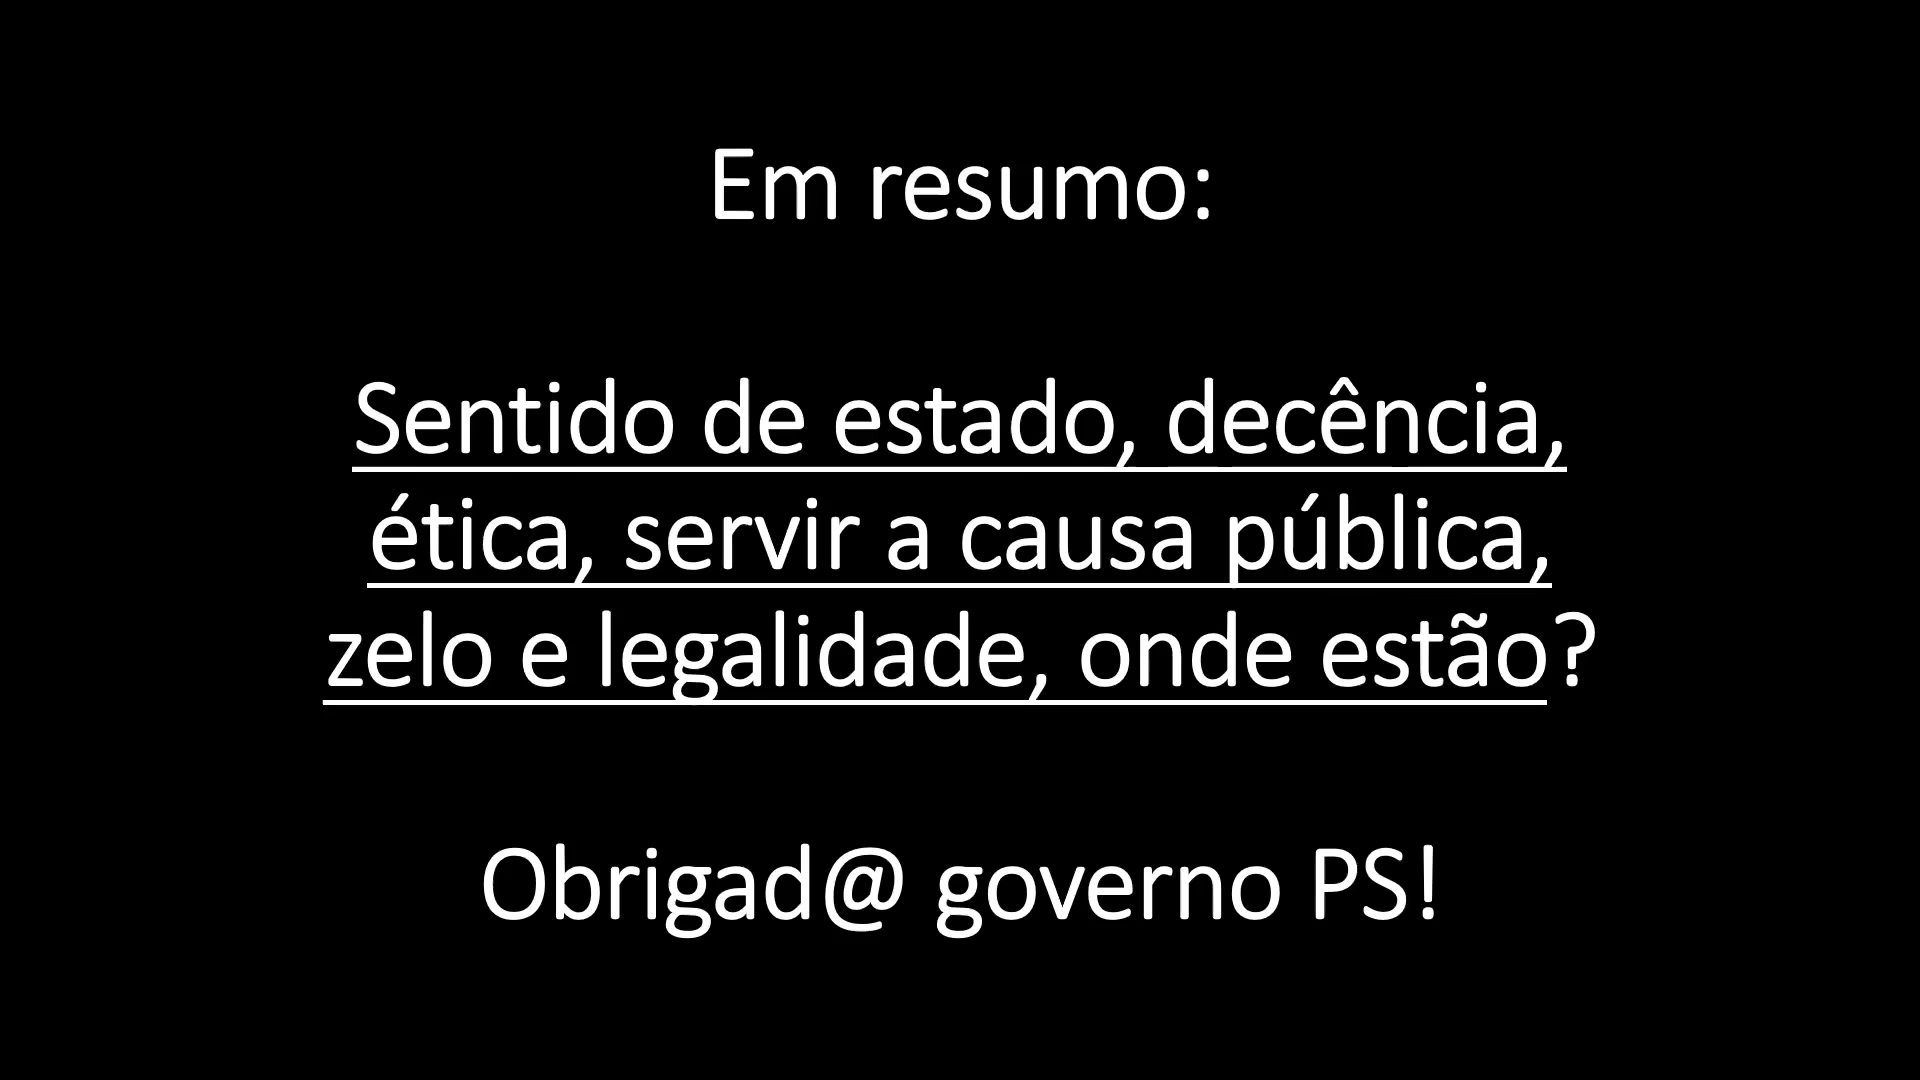 Em resumo:
Sentido de estado, decência,
ética, servir a causa pública,
zelo e legalidade, onde estão?
Obrigad@ governo PS!